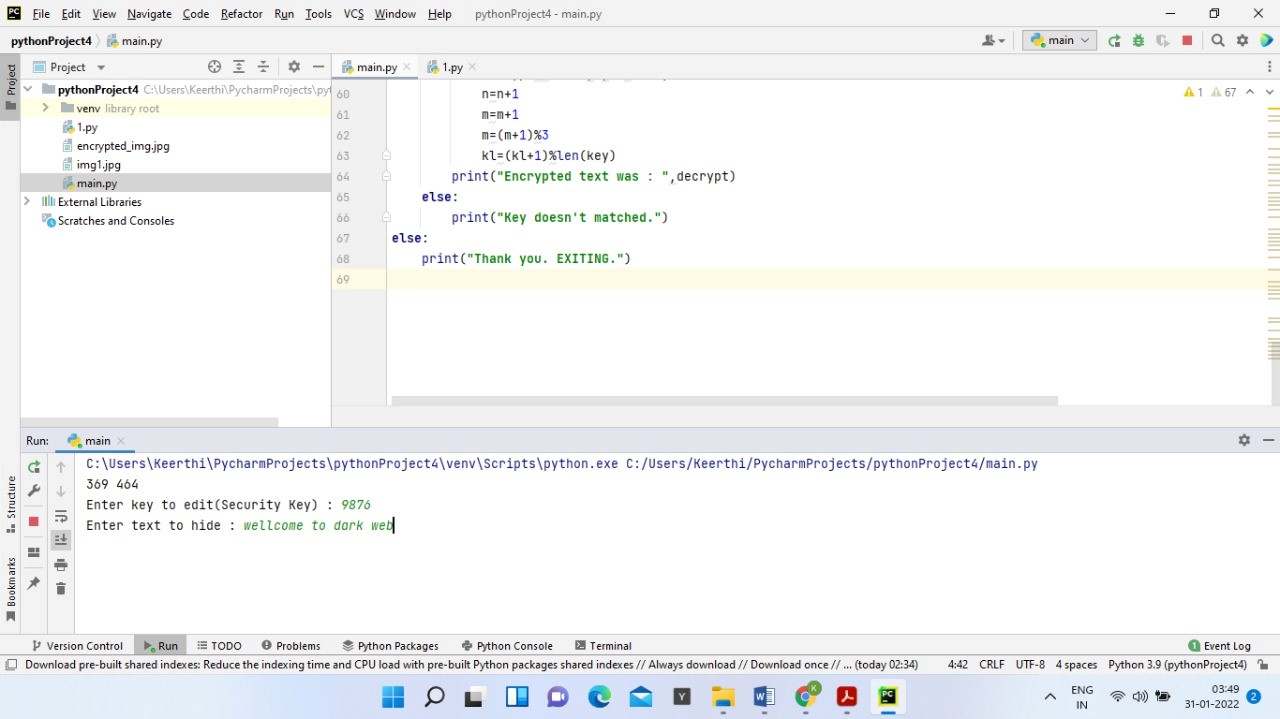 PC File Edit View Navigate Code Refactor Run Tools VCS Window Help pythonProject4 - main.py
pythonProject4 main.py main
Project Project main.py 1.py
pythonProject4 C:\Users\Keerthi\PycharmProjects\pyt
venv library root
1.py
encrypted_img.jpg
img1.jpg
main.py
External Libraries
Scratches and Consoles
60 n=n+1
61 m=m+1
62 m=(m+1)%3
63 kl=(kl+1)%len(key)
64 print("Encrypted text was : ",decrypt)
65 else:
66 print("Key doesn't matched.")
67 else:
68 print("Thank you. EXITING.")
69
1 67
Run: main
C:\Users\Keerthi\PycharmProjects\pythonProject4\venv\Scripts\python.exe C:/Users/Keerthi/PycharmProjects/pythonProject4/main.py
369 464
Enter key to edit(Security Key) : 9876
Enter text to hide : wellcome to dark web
Structure
Bookmarks
Version Control Run TODO Problems Python Packages Python Console Terminal 1 Event Log
Download pre-built shared indexes: Reduce the indexing time and CPU load with pre-built Python packages shared indexes // Always download // Download once // ... (today 02:34) 4:42 CRLF UTF-8 4 spaces Python 3.9 (pythonProject4)
Y W K PC ENG 03:49
IN 31-01-2022 2